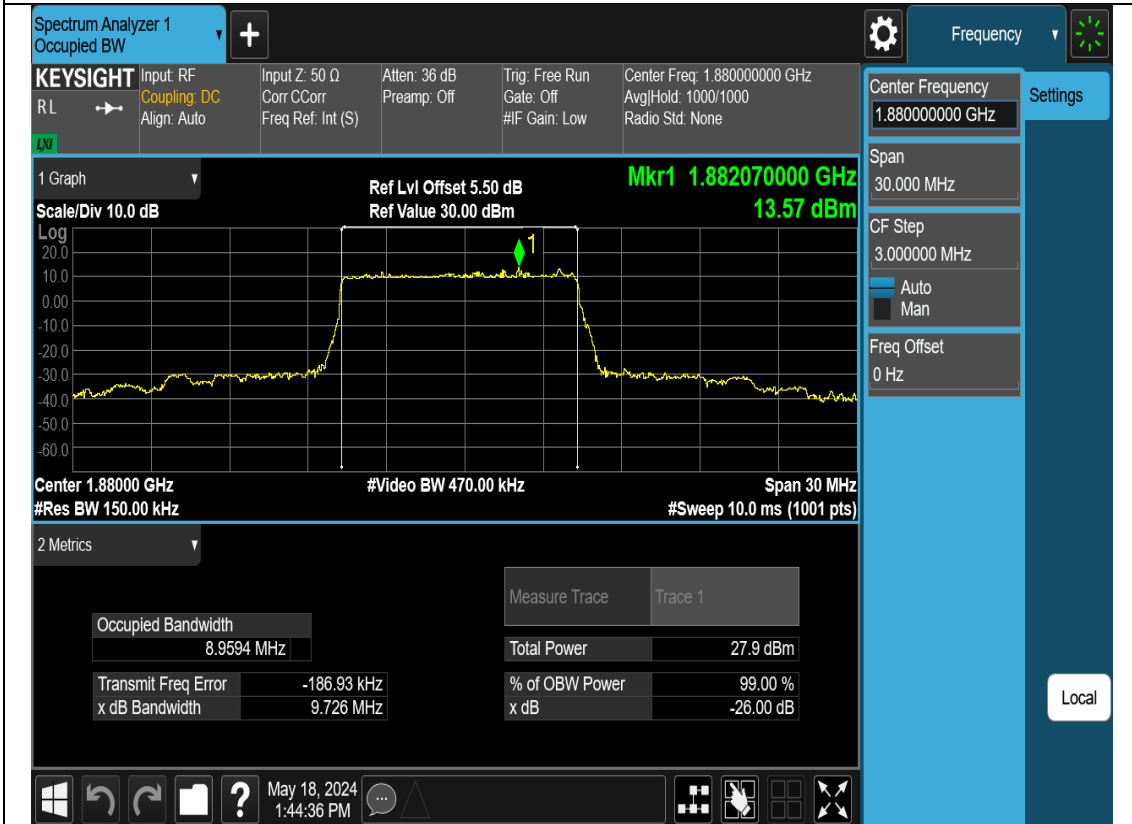 Spectrum Analyzer 1
Occupied BW
+
Frequency
KEYSIGHT
RL
LXI
Input: RF
Coupling: DC
Align: Auto
Input Z: 50 Ω
Corr CCorr
Freq Ref: Int (S)
Atten: 36 dB
Preamp: Off
Trig: Free Run
Gate: Off
#IF Gain: Low
Center Freq: 1.880000000 GHz
Avg|Hold: 1000/1000
Radio Std: None
Center Frequency
1.880000000 GHz
Settings
Span
30.000 MHz
CF Step
3.000000 MHz
Auto
Man
Freq Offset
0 Hz
Local
1 Graph
Scale/Div 10.0 dB
Ref Lvl Offset 5.50 dB
Ref Value 30.00 dBm
Mkr1 1.882070000 GHz
13.57 dBm
Log
20.0
10.0
0.00
-10.0
-20.0
-30.0
-40.0
-50.0
-60.0
1
Center 1.88000 GHz
#Res BW 150.00 kHz
#Video BW 470.00 kHz
Span 30 MHz
#Sweep 10.0 ms (1001 pts)
2 Metrics
Measure Trace Trace 1
Occupied Bandwidth
8.9594 MHz
Total Power 27.9 dBm
Transmit Freq Error -186.93 kHz
% of OBW Power 99.00 %
x dB Bandwidth 9.726 MHz
x dB -26.00 dB
?
May 18, 2024
1:44:36 PM